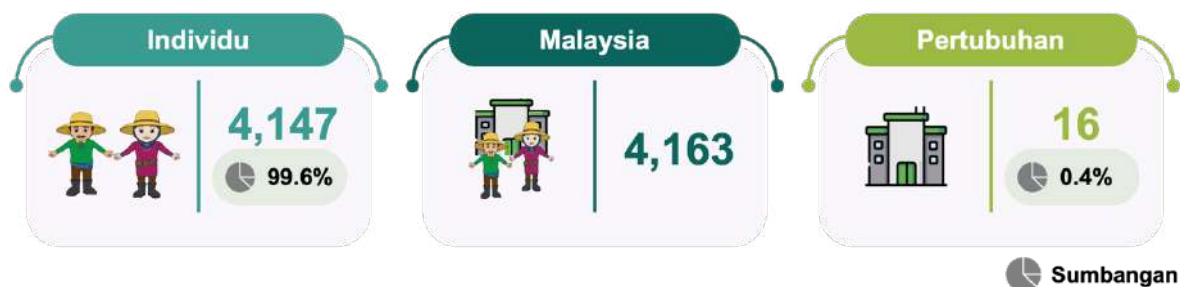 Individu
4,147
99.6%
Malaysia
4,163
Pertubuhan
16
0.4%
Sumbangan